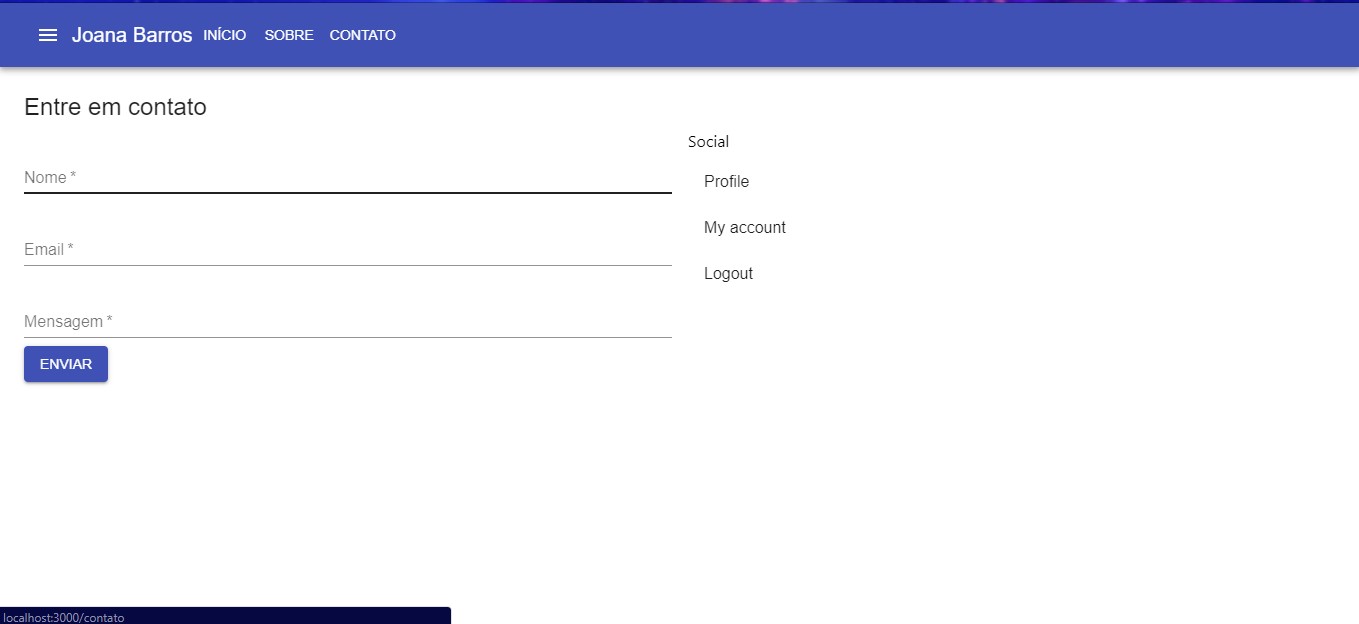 Joana Barros INÍCIO SOBRE CONTATO
Entre em contato
Nome *
Email *
Mensagem *
ENVIAR
Social
Profile
My account
Logout
localhost:3000/contato